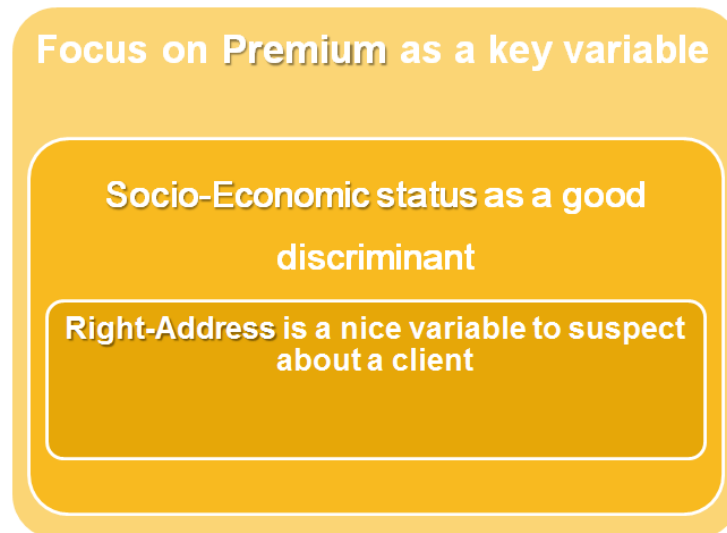 Focus on Premium as a key variable
Socio-Economic status as a good
discriminant
Right-Address is a nice variable to suspect
about a client